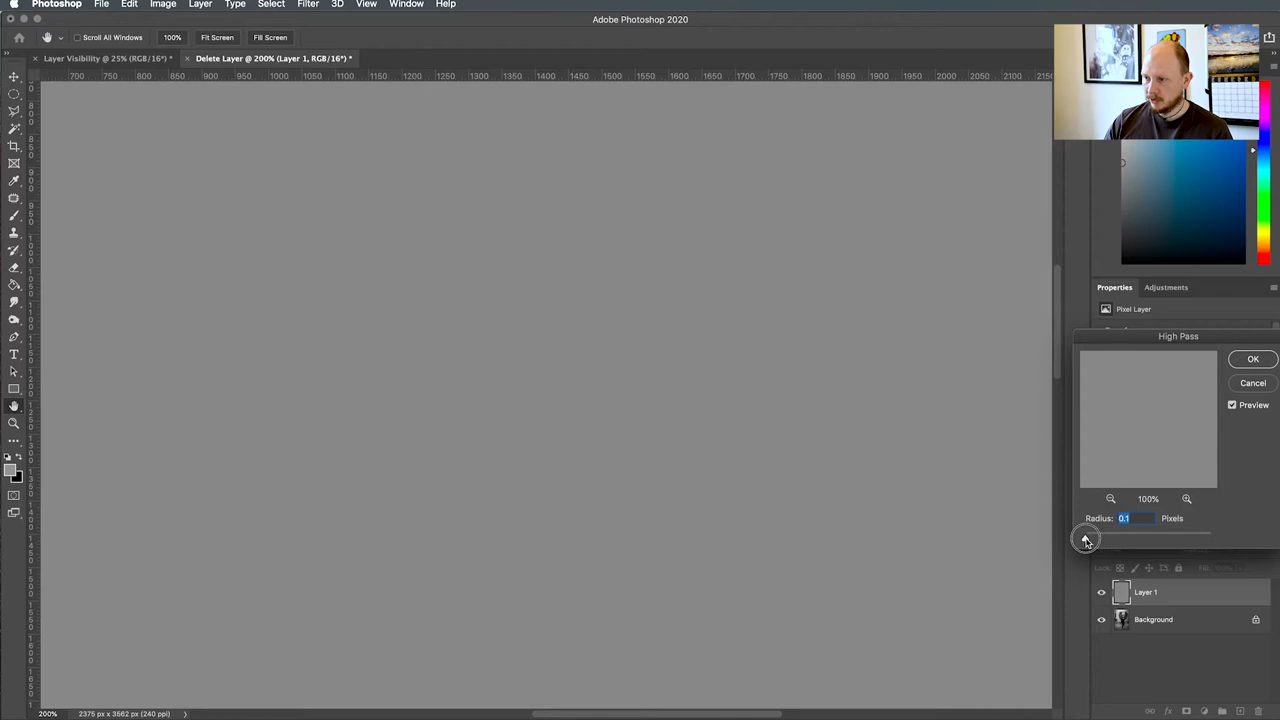 Photoshop File Edit Image Layer Type Select Filter 3D View Window Help
Adobe Photoshop 2020
Scroll All Windows 100% Fit Screen Fill Screen
Layer Visibility @ 25% (RGB/16*) * Delete Layer @ 200% (Layer 1, RGB/16*) *
700 750 800 850 900 950 1000 1050 1100 1150 1200 1250 1300 1350 1400 1450 1500 1550 1600 1650 1700 1750 1800 1850 1900 1950 2000 2050 2100 2150
Properties Adjustments
Pixel Layer
High Pass
OK
Cancel
Preview
100%
Radius: 0.1 Pixels
Lock: Fill: 100%
Layer 1
Background
200% 2375 px x 3562 px (240 ppi)